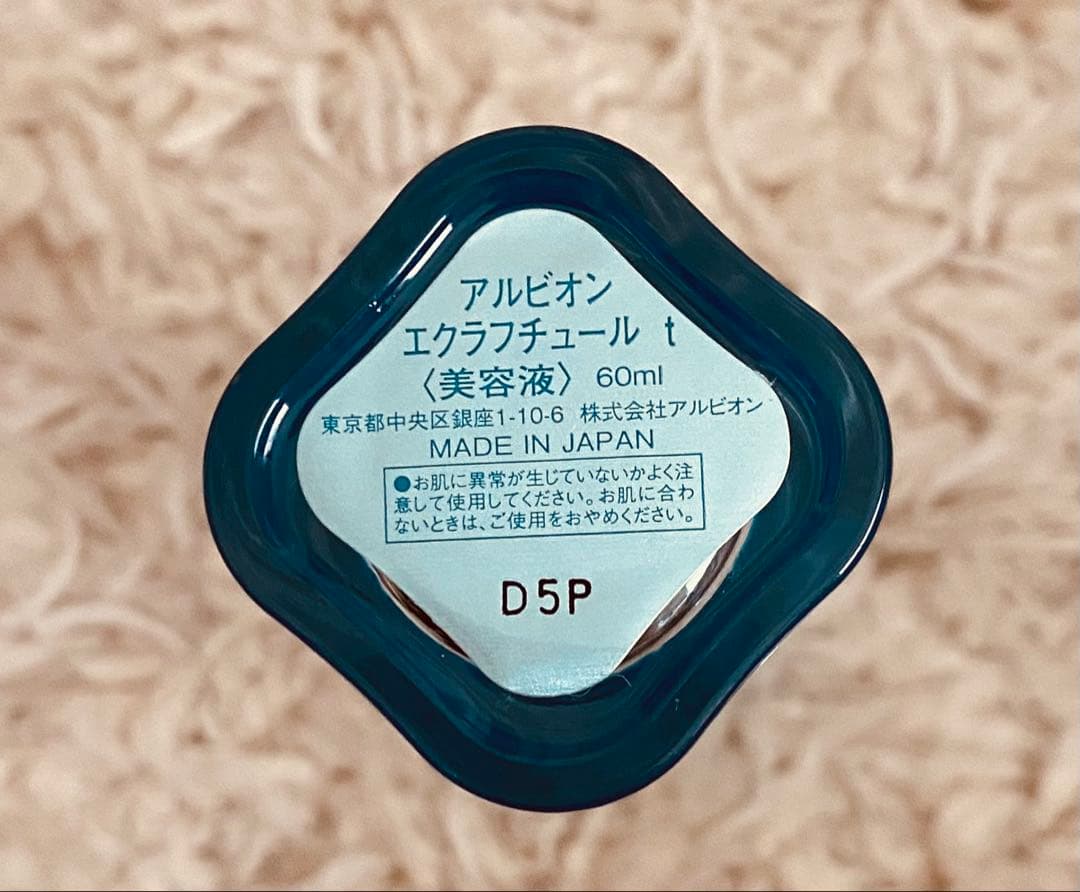 アルビオン
エクラフチュール t
〈美容液〉 60ml
東京都中央区銀座1-10-6 株式会社アルビオン
MADE IN JAPAN
●お肌に異常が生じていないかよく注
意して使用してください。お肌に合わ
ないときは、ご使用をおやめください。
D5P